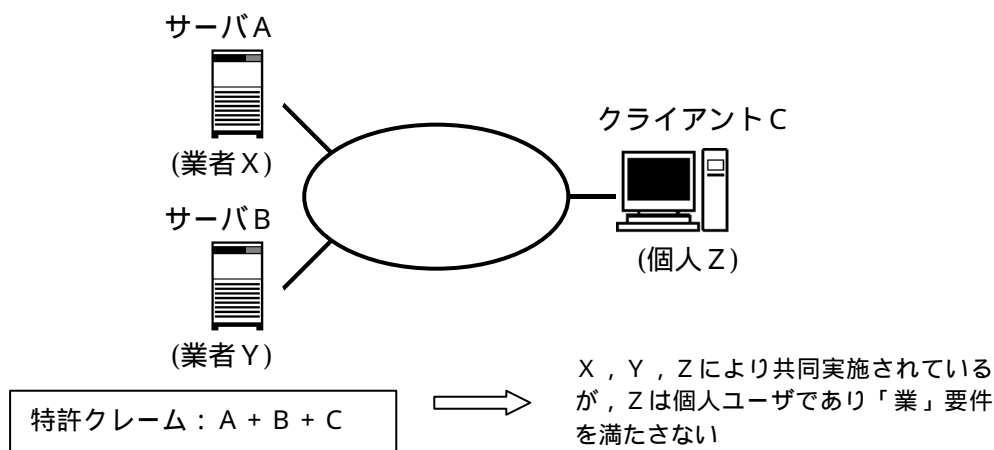 サーバA
(業者X)
クライアントC
サーバB
(個人Z)
(業者Y)
特許クレーム：A+B+C
X，Y，Zにより共同実施されている
が，Zは個人ユーザであり「業」要件
を満たさない